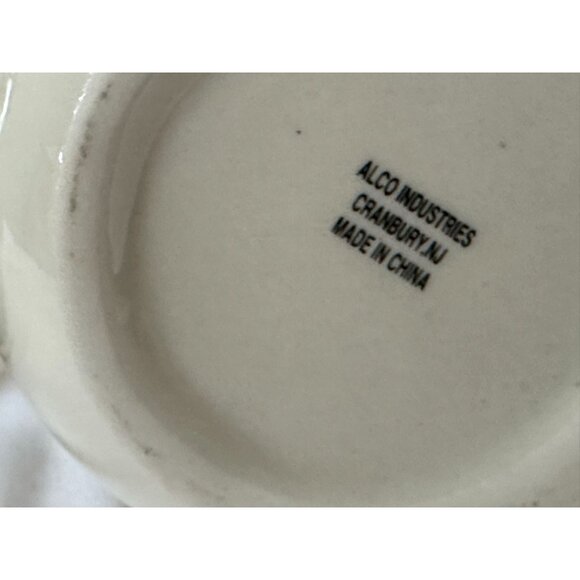 ALCO INDUSTRIES
CRANBURY,NJ
MADE IN CHINA